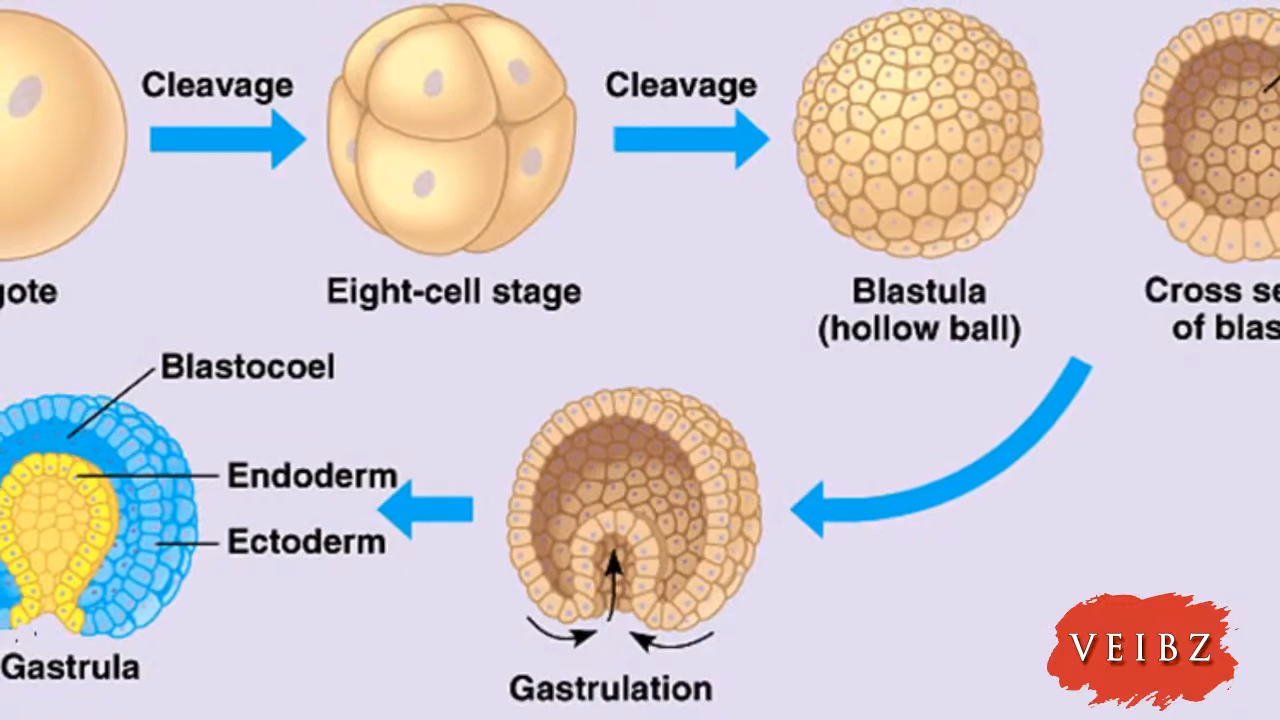 Cleavage
Cleavage
gote
Eight-cell stage
Blastula
(hollow ball)
Cross se
of blas
Blastocoel
Endoderm
Ectoderm
Gastrula
Gastrulation
VEIBZ